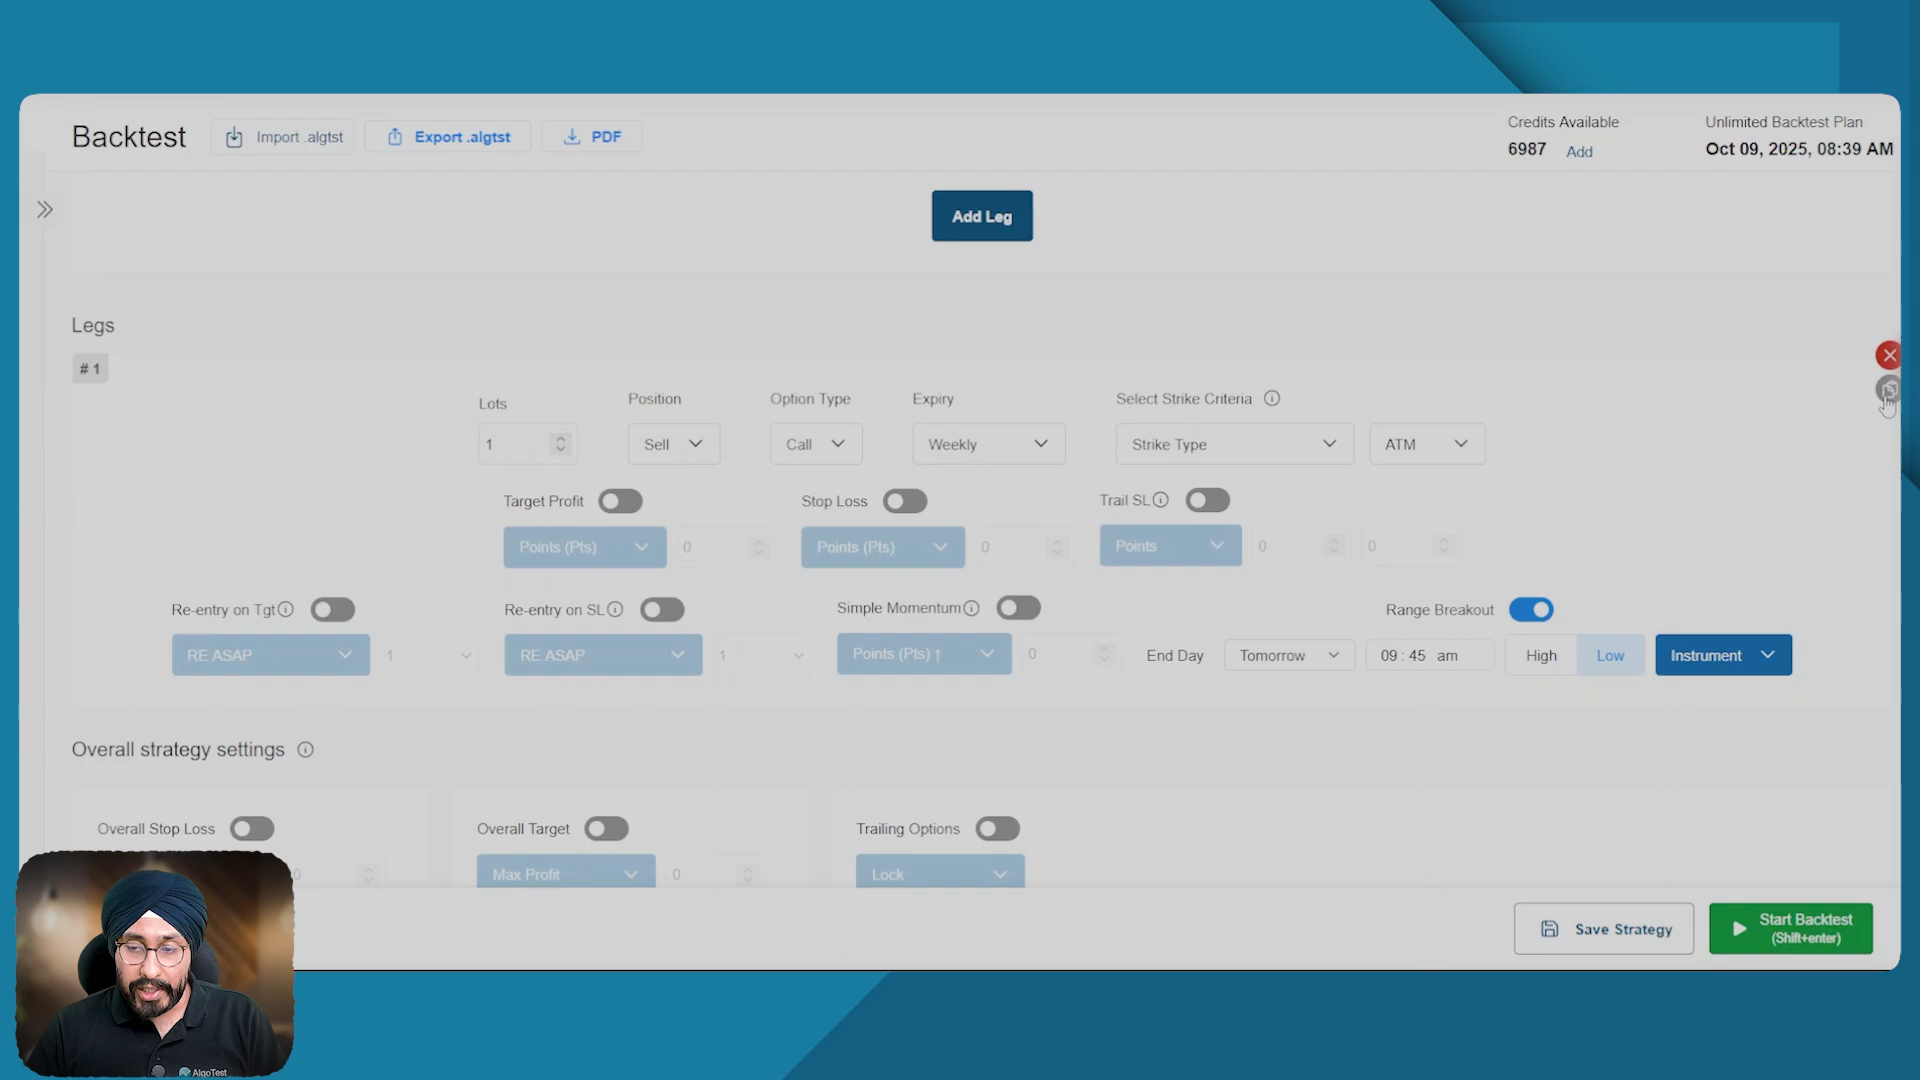 Backtest
Import .algtst
Export .algtst
PDF
Credits Available
6987 Add
Unlimited Backtest Plan
Oct 09, 2025, 08:39 AM
Add Leg
Legs
# 1
Lots
Position
Option Type
Expiry
Select Strike Criteria
1
Sell
Call
Weekly
Strike Type
ATM
Target Profit
Stop Loss
Trail SL
Points (Pts)
0
Points (Pts)
0
Points
0
0
Re-entry on Tgt
Re-entry on SL
Simple Momentum
Range Breakout
RE ASAP
1
RE ASAP
1
Points (Pts) ↑
0
End Day
Tomorrow
09 : 45 am
High
Low
Instrument
Overall strategy settings
Overall Stop Loss
Overall Target
Trailing Options
0
Max Profit
0
Lock
Save Strategy
Start Backtest
(Shift+enter)
AlgoTest